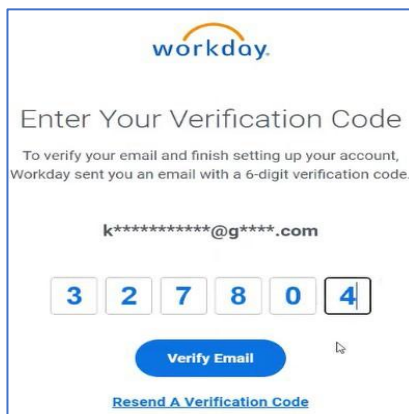 workday.
Enter Your Verification Code
To verify your email and finish setting up your account,
Workday sent you an email with a 6-digit verification code.
k***********@g****.com
3 2 7 8 0 4
Verify Email
Resend A Verification Code